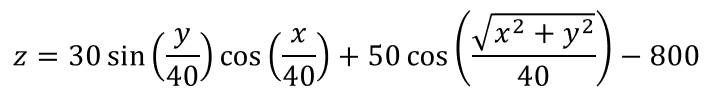 z = 30 sin (y/40) cos (x/40) + 50 cos (√(x² + y²)/40) − 800